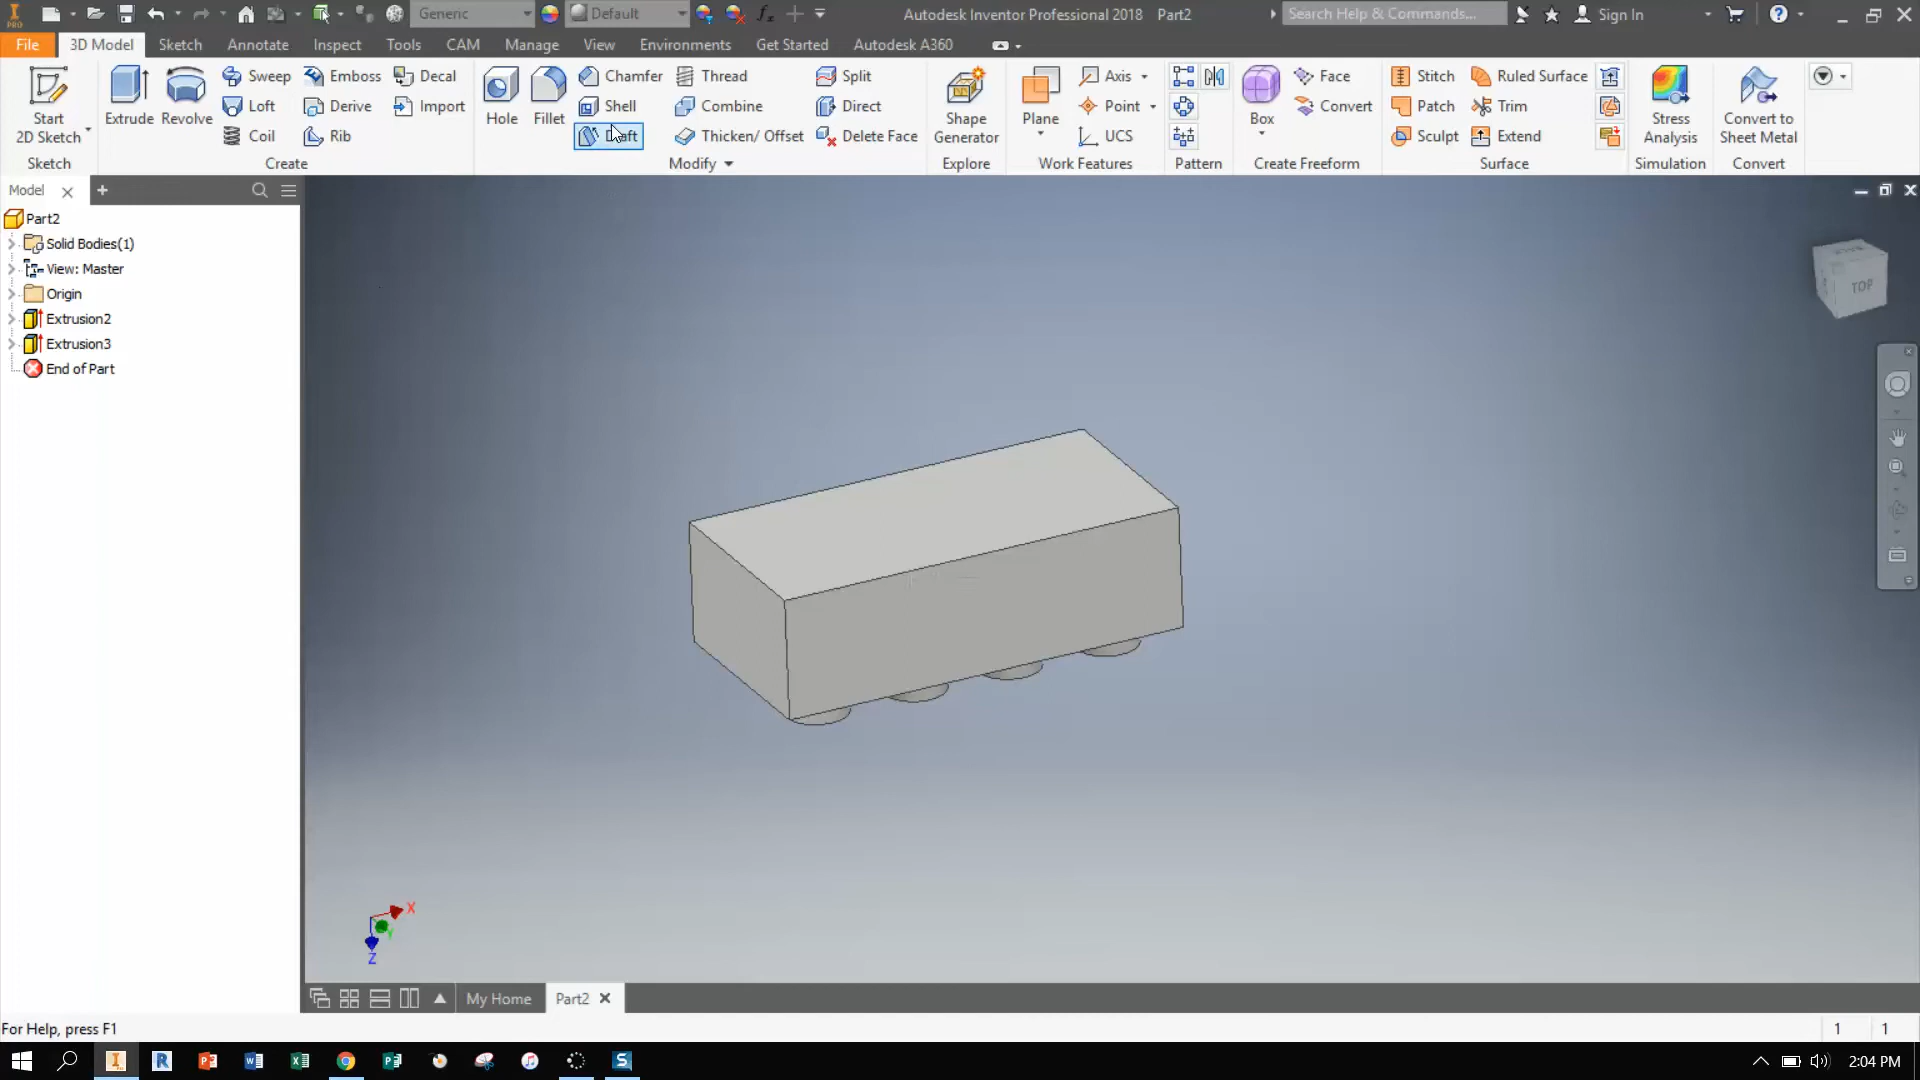 Generic
Default
Autodesk Inventor Professional 2018 Part2
Search Help & Commands...
Sign In
PRO
File 3D Model Sketch Annotate Inspect Tools CAM Manage View Environments Get Started Autodesk A360
Start
2D Sketch
Sketch
Extrude
Revolve
Sweep
Loft
Coil
Emboss
Derive
Rib
Decal
Import
Create
Hole
Fillet
Chamfer
Shell
Draft
Thread
Combine
Thicken/ Offset
Split
Direct
Delete Face
Modify
Shape
Generator
Explore
Plane
Axis
Point
UCS
Work Features
Pattern
Box
Face
Convert
Create Freeform
Stitch
Patch
Sculpt
Ruled Surface
Trim
Extend
Surface
Stress
Analysis
Simulation
Convert to
Sheet Metal
Convert
Model
Part2
Solid Bodies(1)
View: Master
Origin
Extrusion2
Extrusion3
End of Part
TOP
X
Y
Z
My Home
Part2
For Help, press F1
1 1
2:04 PM